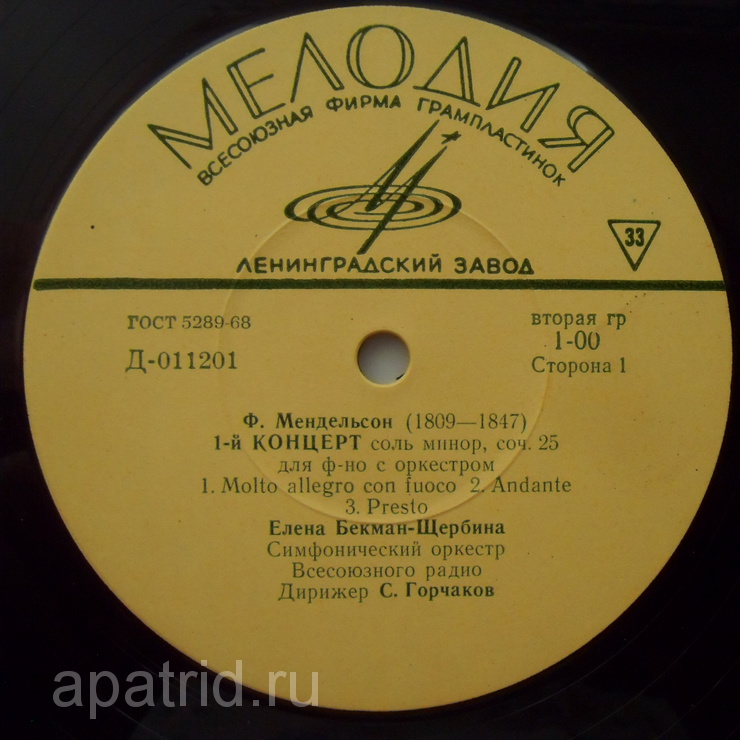 МЕЛОДИЯ
ВСЕСОЮЗНАЯ ФИРМА ГРАМПЛАСТИНОК
ЛЕНИНГРАДСКИЙ ЗАВОД
33
ГОСТ 5289-68
Д-011201
вторая гр
1-00
Сторона 1
Ф. Мендельсон (1809—1847)
1-й КОНЦЕРТ соль минор, соч. 25
для ф-но с оркестром
1. Molto allegro con fuoco 2. Andante
3. Presto
Елена Бекман-Щербина
Симфонический оркестр
Всесоюзного радио
Дирижер С. Горчаков
apatrid.ru